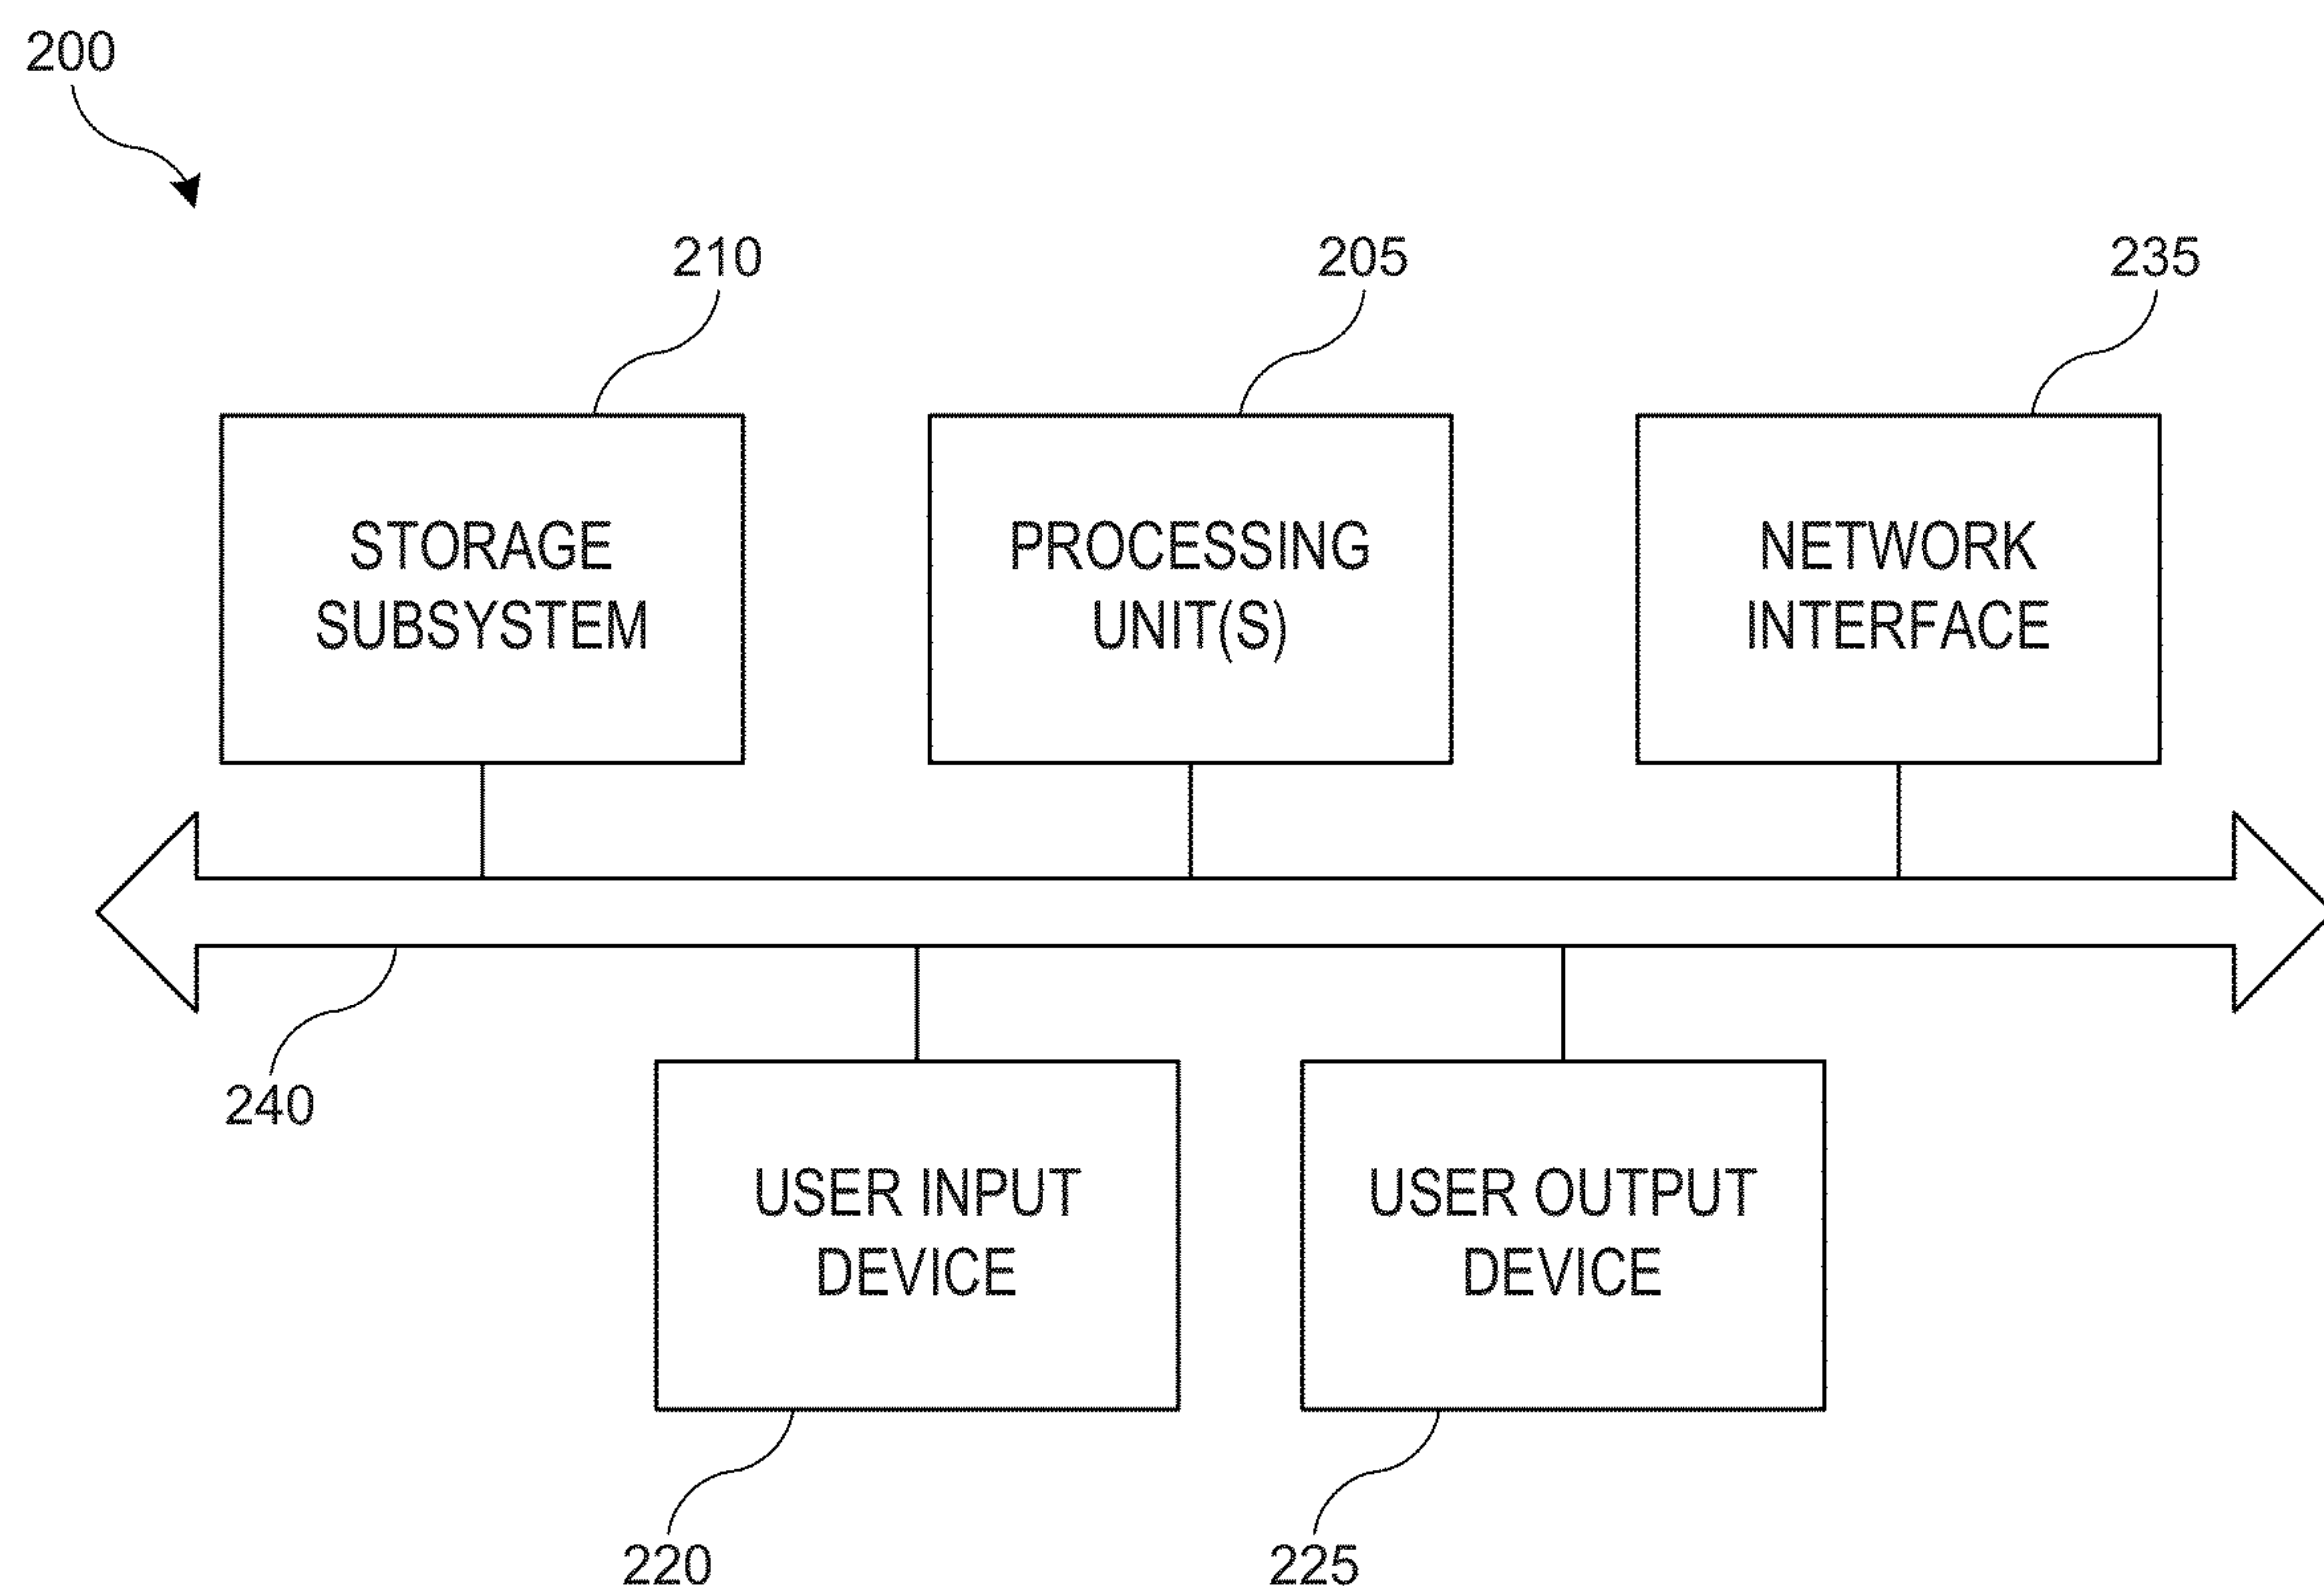 200
210
205
235
STORAGE
SUBSYSTEM
PROCESSING
UNIT(S)
NETWORK
INTERFACE
240
USER INPUT
DEVICE
USER OUTPUT
DEVICE
220
225